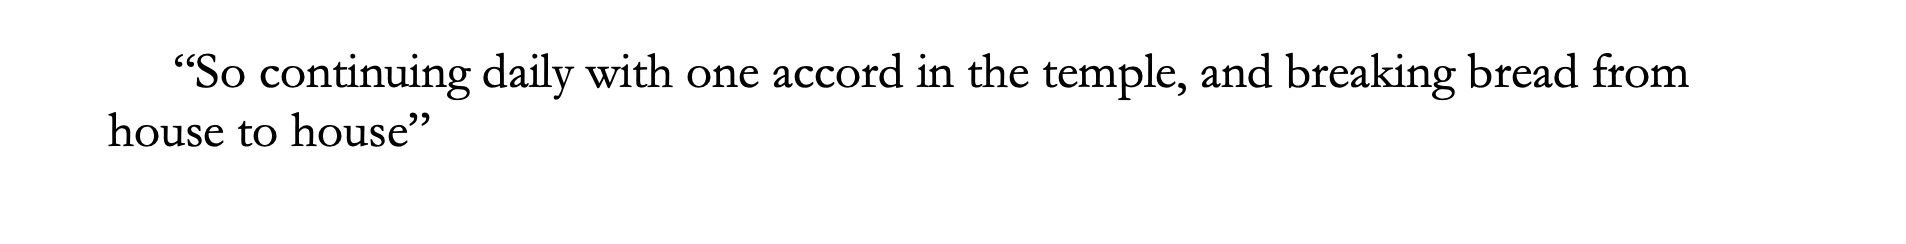 “So continuing daily with one accord in the temple, and breaking bread from
house to house”